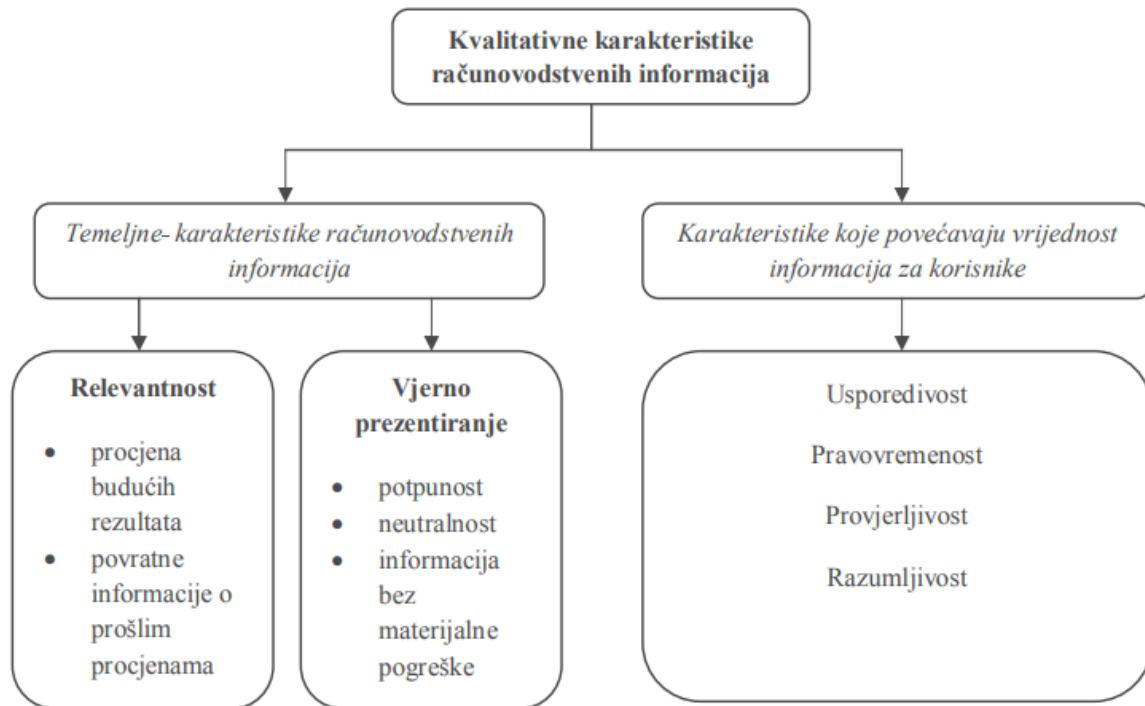 Kvalitativne karakteristike
računovodstvenih informacija
Temeljne- karakteristike računovodstvenih
informacija
Karakteristike koje povećavaju vrijednost
informacija za korisnike
Relevantnost
• procjena
budućih
rezultata
• povratne
informacije o
prošlim
procjenama
Vjerno
prezentiranje
• potpunost
• neutralnost
• informacija
bez
materijalne
pogreške
Usporedivost
Pravovremenost
Provjerljivost
Razumljivost